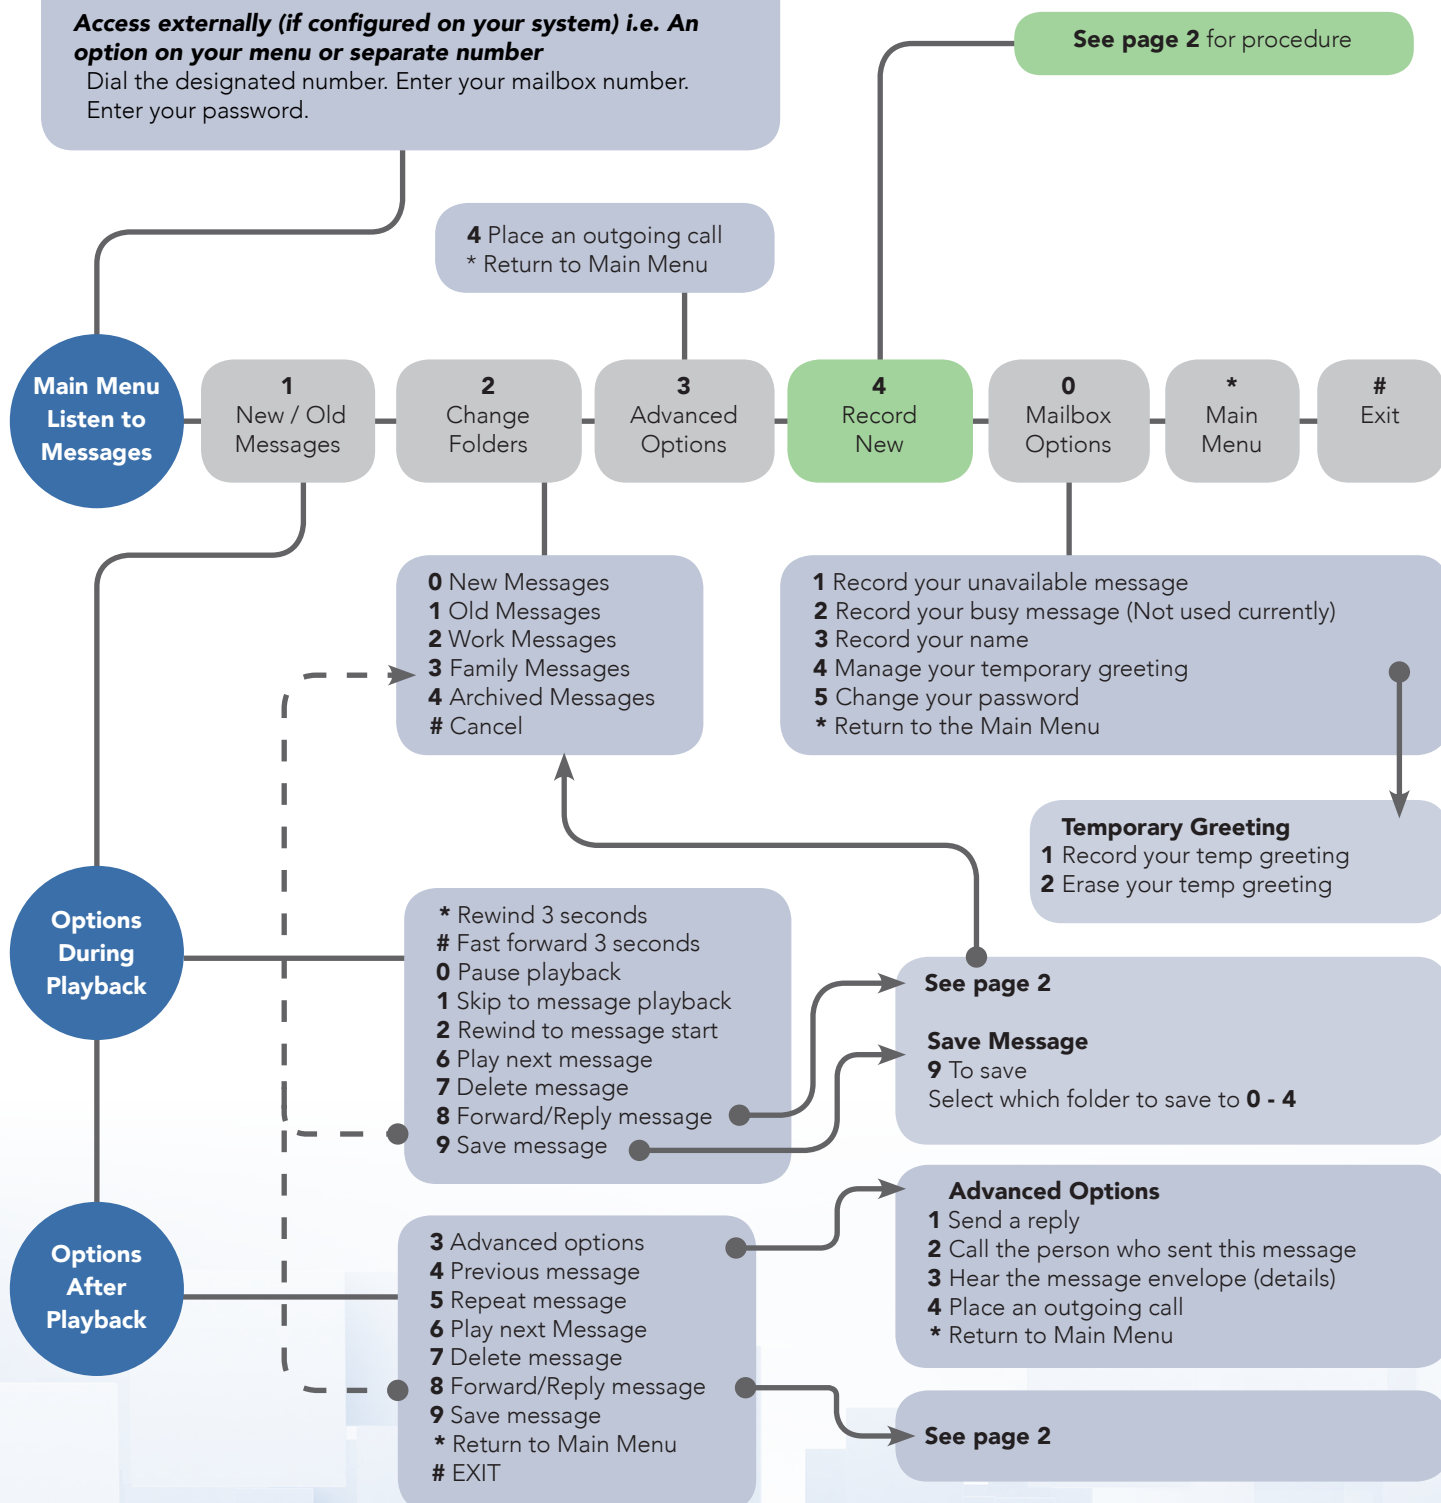 Access externally (if configured on your system) i.e. An
option on your menu or separate number
Dial the designated number. Enter your mailbox number.
Enter your password.
See page 2 for procedure
4 Place an outgoing call
* Return to Main Menu
Main Menu
Listen to
Messages
1
New / Old
Messages
2
Change
Folders
3
Advanced
Options
4
Record
New
0
Mailbox
Options
*
Main
Menu
#
Exit
0 New Messages
1 Old Messages
2 Work Messages
3 Family Messages
4 Archived Messages
# Cancel
1 Record your unavailable message
2 Record your busy message (Not used currently)
3 Record your name
4 Manage your temporary greeting
5 Change your password
* Return to the Main Menu
Temporary Greeting
1 Record your temp greeting
2 Erase your temp greeting
Options
During
Playback
* Rewind 3 seconds
# Fast forward 3 seconds
0 Pause playback
1 Skip to message playback
2 Rewind to message start
6 Play next message
7 Delete message
8 Forward/Reply message
9 Save message
See page 2
Save Message
9 To save
Select which folder to save to 0 - 4
Options
After
Playback
3 Advanced options
4 Previous message
5 Repeat message
6 Play next Message
7 Delete message
8 Forward/Reply message
9 Save message
* Return to Main Menu
# EXIT
Advanced Options
1 Send a reply
2 Call the person who sent this message
3 Hear the message envelope (details)
4 Place an outgoing call
* Return to Main Menu
See page 2